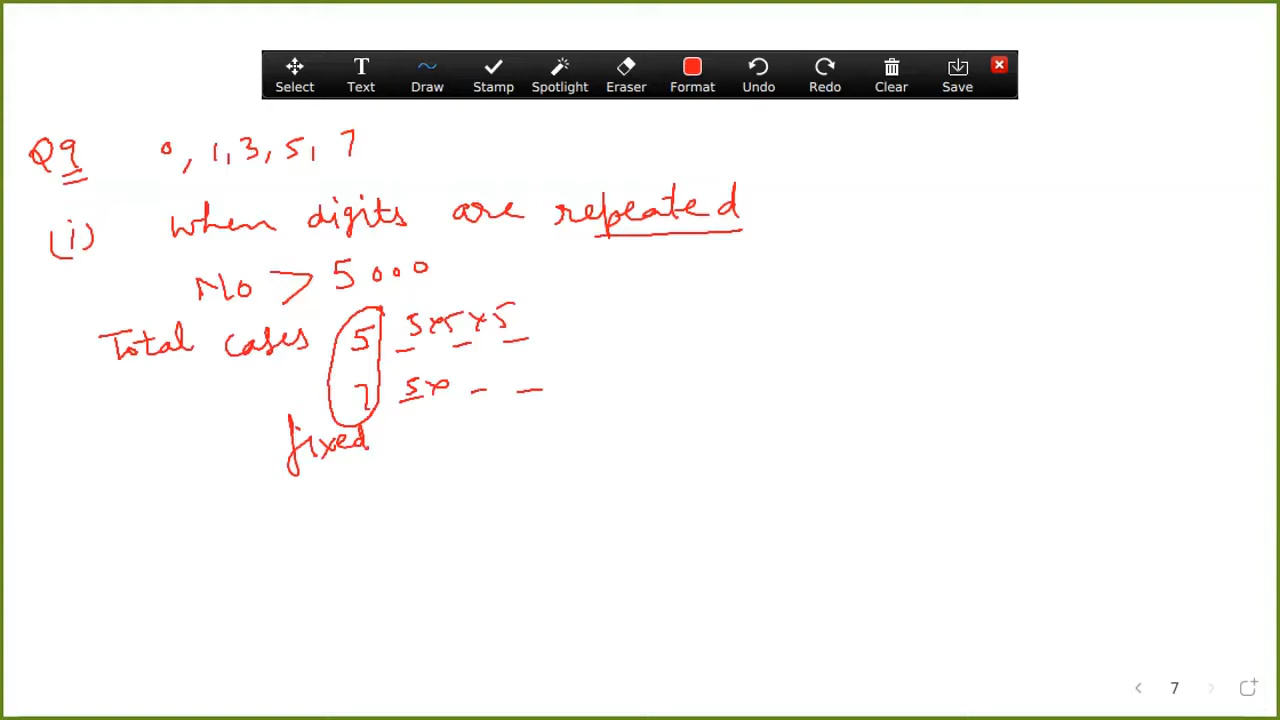 Select Text Draw Stamp Spotlight Eraser Format Undo Redo Clear Save
Q9 0, 1, 3, 5, 7
(i) when digits are repeated
No > 5000
Total cases 5 5×5×5
7 5×
fixed
7